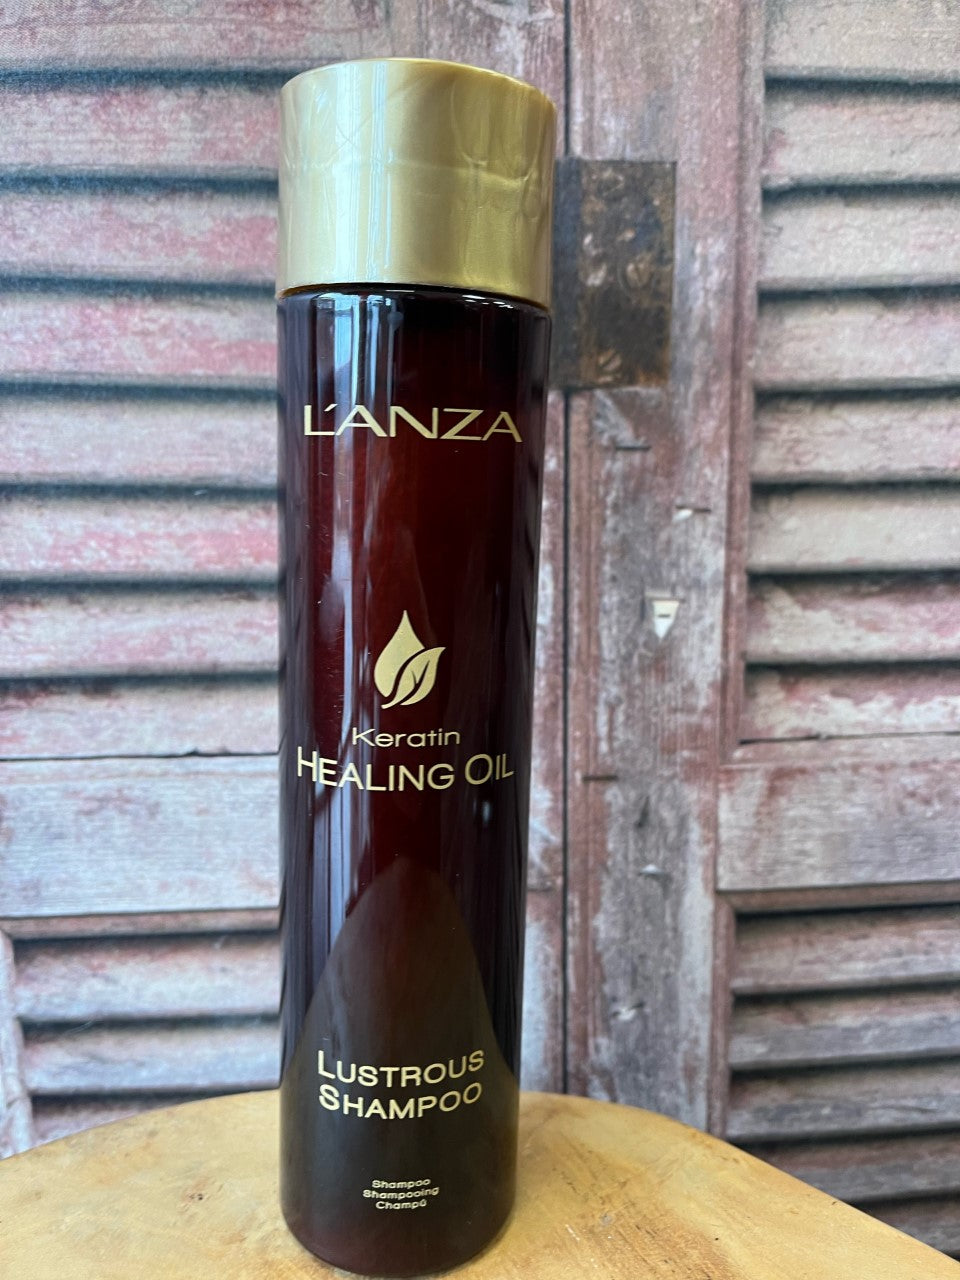 L'ANZA
Keratin
HEALING OIL
LUSTROUS
SHAMPOO
Shampoo
Shampooing
Champú